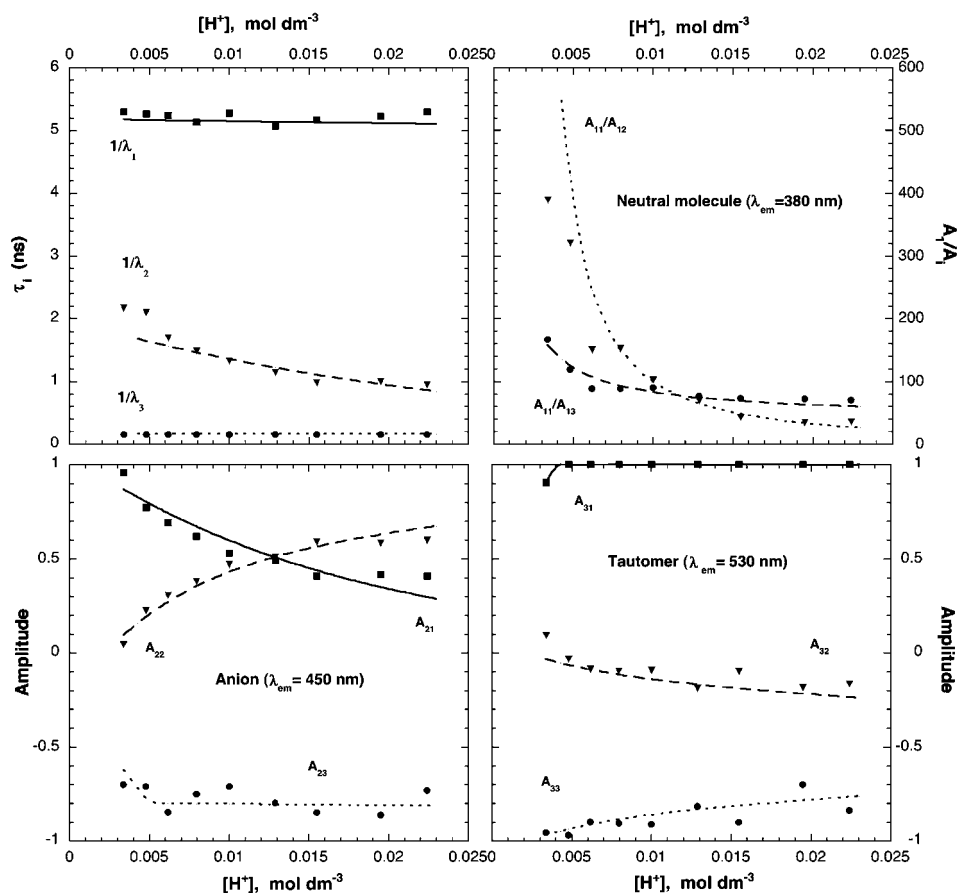 [H⁺], mol dm⁻³ [H⁺], mol dm⁻³
0 0.005 0.01 0.015 0.02 0.025 0.005 0.01 0.015 0.02 0.025
6 600
5 500
4 400
3 300
2 200
1 100
0 0
τᵢ (ns)
1/λ₁
1/λ₂
1/λ₃
A₁₁/A₁₂
Neutral molecule (λₑₘ=380 nm)
A₁₁/A₁₃
A₁/Aᵢ
1
0.5
0
-0.5
-1
Amplitude
A₂₁
A₂₂
Anion (λₑₘ= 450 nm)
A₂₃
1
0.5
0
-0.5
-1
A₃₁
Tautomer (λₑₘ= 530 nm)
A₃₂
A₃₃
Amplitude
0 0.005 0.01 0.015 0.02 0.025 0.005 0.01 0.015 0.02 0.025
[H⁺], mol dm⁻³ [H⁺], mol dm⁻³